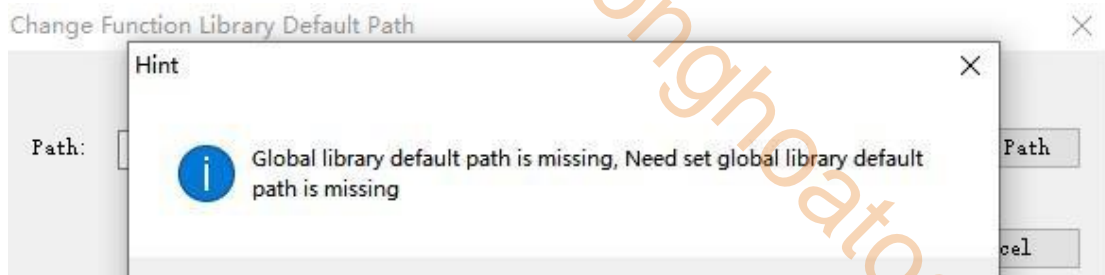 Change Function Library Default Path
Hint
Path:
Path
Global library default path is missing, Need set global library default
path is missing